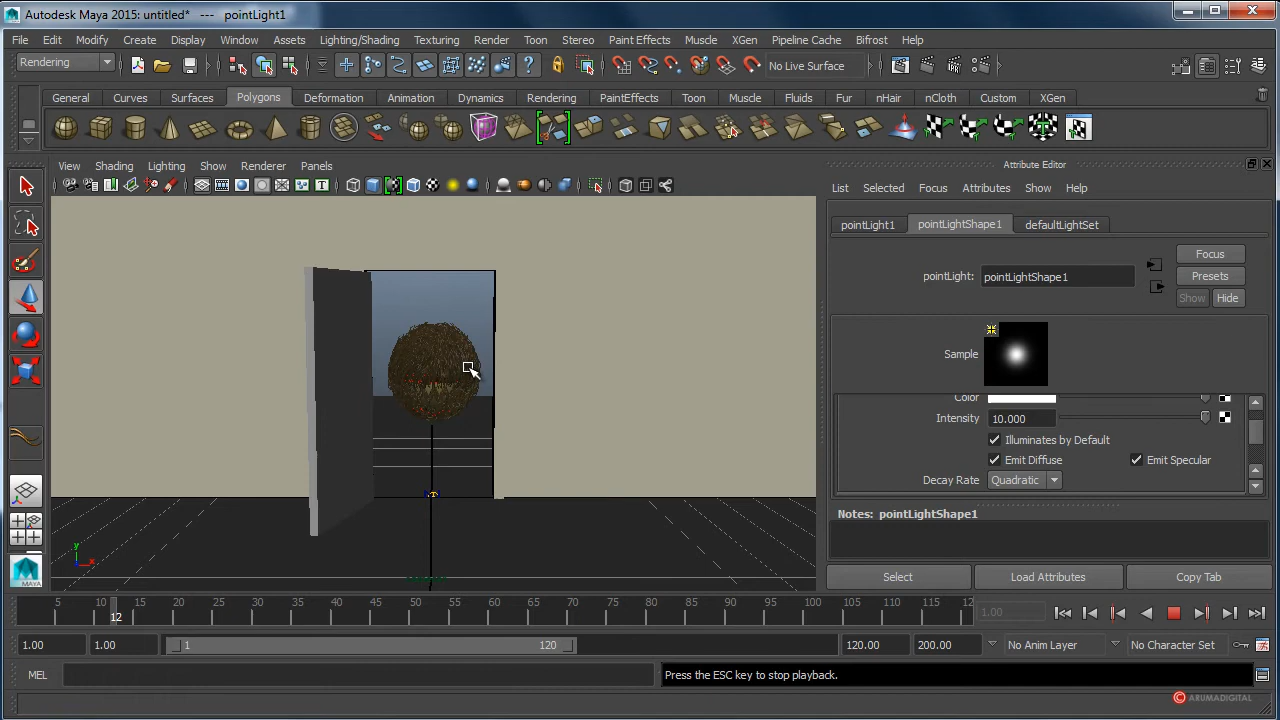 Autodesk Maya 2015: untitled* --- pointLight1
File Edit Modify Create Display Window Assets Lighting/Shading Texturing Render Toon Stereo Paint Effects Muscle XGen Pipeline Cache Bifrost Help
Rendering No Live Surface
General Curves Surfaces Polygons Deformation Animation Dynamics Rendering PaintEffects Toon Muscle Fluids Fur nHair nCloth Custom XGen
View Shading Lighting Show Renderer Panels
Attribute Editor
List Selected Focus Attributes Show Help
pointLight1 pointLightShape1 defaultLightSet
Focus
pointLight: pointLightShape1 Presets
Show Hide
Sample
Color
Intensity 10.000
Illuminates by Default
Emit Diffuse Emit Specular
Decay Rate Quadratic
Notes: pointLightShape1
y
x
MAYA
Select Load Attributes Copy Tab
5 10 15 20 25 30 35 40 45 50 55 60 65 70 75 80 85 90 95 100 105 110 115 12
12
1.00
1.00 1.00 1 120 120.00 200.00 No Anim Layer No Character Set
MEL Press the ESC key to stop playback.
© ARUMADIGITAL